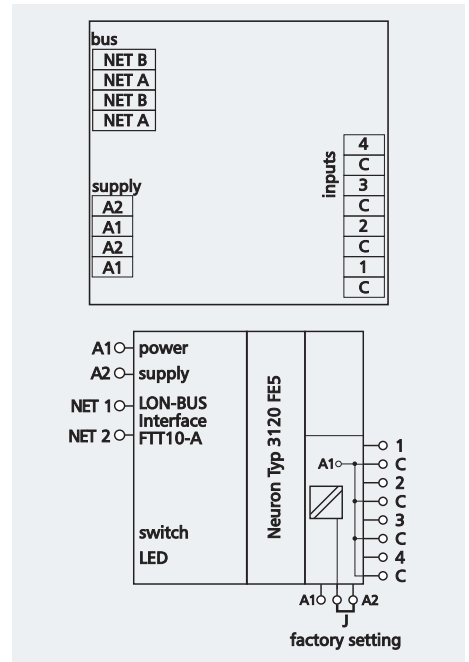 bus
NET B
NET A
NET B
NET A
supply
A2
A1
A2
A1
inputs
4
C
3
C
2
C
1
C
A1 power
A2 supply
NET 1 LON-BUS
Interface
NET 2 FTT10-A
switch
LED
Neuron Typ 3120 FE5
A1
1
C
2
C
3
C
4
C
A1 A2
J
factory setting